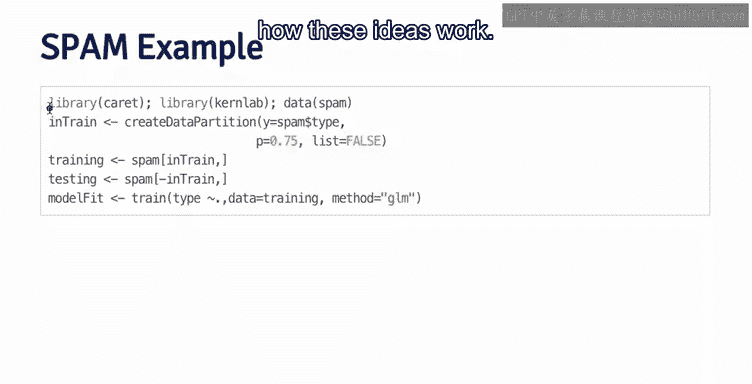 how these ideas work.
SPAM Example
library(caret); library(kernlab); data(spam)
inTrain <- createDataPartition(y=spam$type,
p=0.75, list=FALSE)
training <- spam[inTrain,]
testing <- spam[-inTrain,]
modelFit <- train(type ~.,data=training, method="glm")